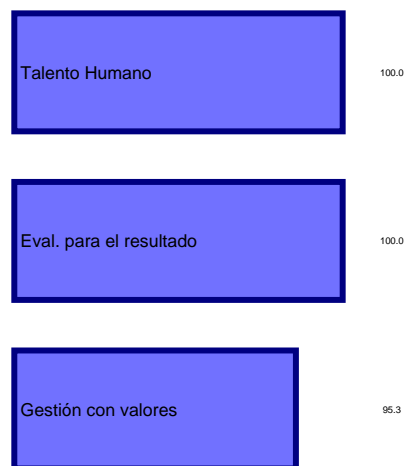 Talento Humano 100.0
Eval. para el resultado 100.0
Gestión con valores 95.3